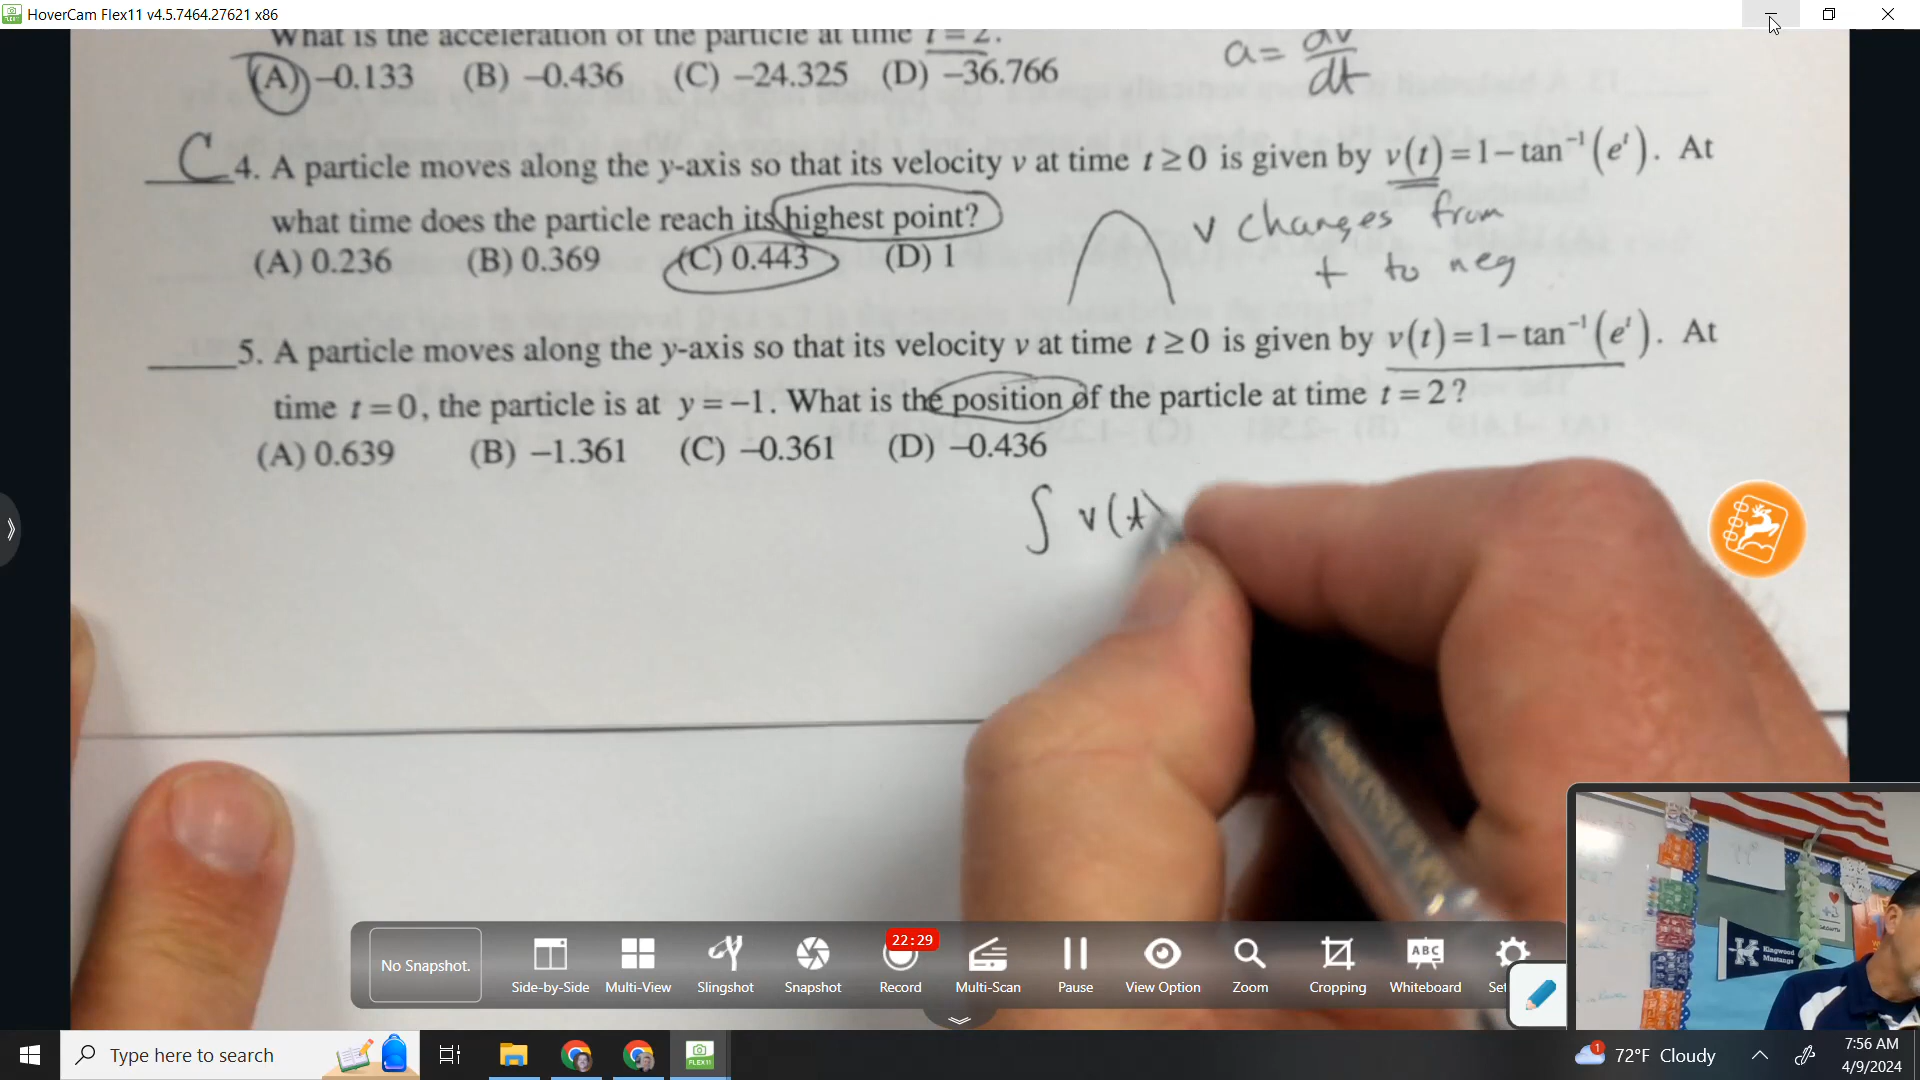 HoverCam Flex11 v4.5.7464.27621 x86
What is the acceleration of the particle at time t = 2.
(A) −0.133 (B) −0.436 (C) −24.325 (D) −36.766
a = dv/dt
C 4. A particle moves along the y-axis so that its velocity v at time t ≥ 0 is given by v(t) = 1 − tan⁻¹(eᵗ). At
what time does the particle reach its highest point?
(A) 0.236 (B) 0.369 (C) 0.443 (D) 1
v changes from
+ to neg
5. A particle moves along the y-axis so that its velocity v at time t ≥ 0 is given by v(t) = 1 − tan⁻¹(eᵗ). At
time t = 0, the particle is at y = −1. What is the position of the particle at time t = 2?
(A) 0.639 (B) −1.361 (C) −0.361 (D) −0.436
∫ v(t)
No Snapshot.
Side-by-Side
Multi-View
Slingshot
Snapshot
22:29
Record
Multi-Scan
Pause
View Option
Zoom
Cropping
ABC
Whiteboard
Set
K Kingwood
Mustangs
Type here to search
FLEX11
1
72°F Cloudy
7:56 AM
4/9/2024